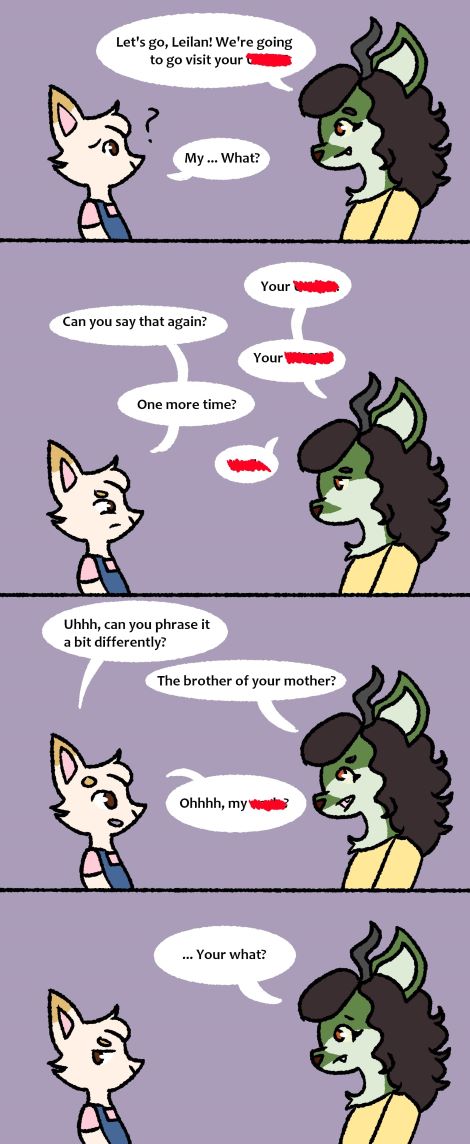 Let's go, Leilan! We're going
to go visit your
?
My ... What?
Your
Can you say that again?
Your
One more time?
Uhhh, can you phrase it
a bit differently?
The brother of your mother?
Ohhhh, my ?
... Your what?